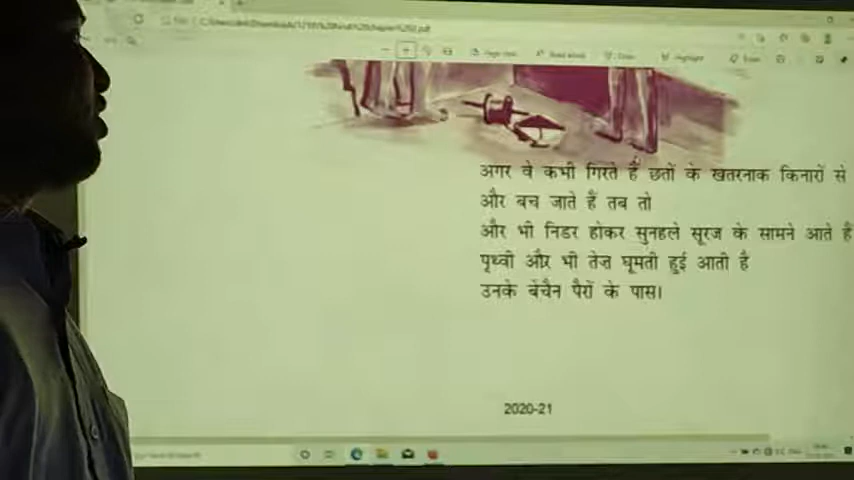 अगर वे कभी गिरते हैं छतों के खतरनाक किनारों से
और बच जाते हैं तब तो
और भी निडर होकर सुनहले सूरज के सामने आते हैं
पृथ्वी और भी तेज़ घूमती हुई आती है
उनके बेचैन पैरों के पास।
2020-21